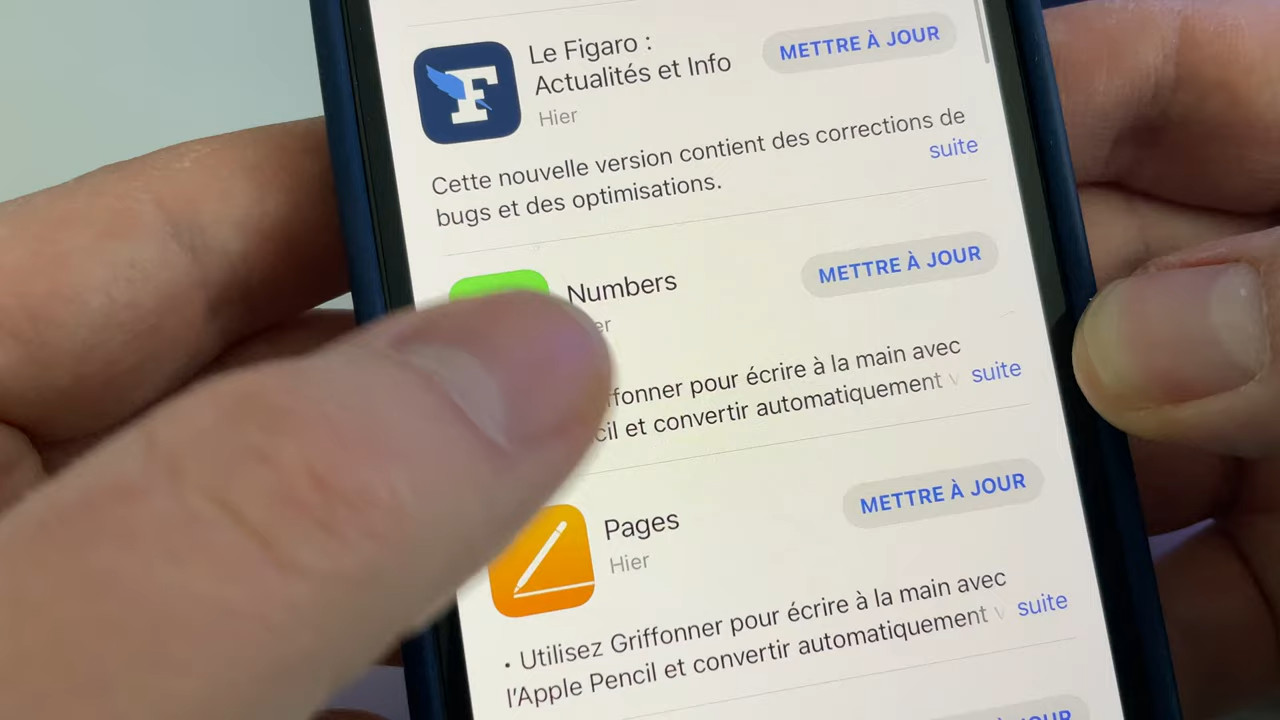 Le Figaro :
Actualités et Info
METTRE À JOUR
Hier
Cette nouvelle version contient des corrections de
bugs et des optimisations.
suite
Numbers
METTRE À JOUR
pour écrire à la main avec
et convertir automatiquement
suite
Pages
METTRE À JOUR
Hier
• Utilisez Griffonner pour écrire à la main avec
l’Apple Pencil et convertir automatiquement
suite
JOUR